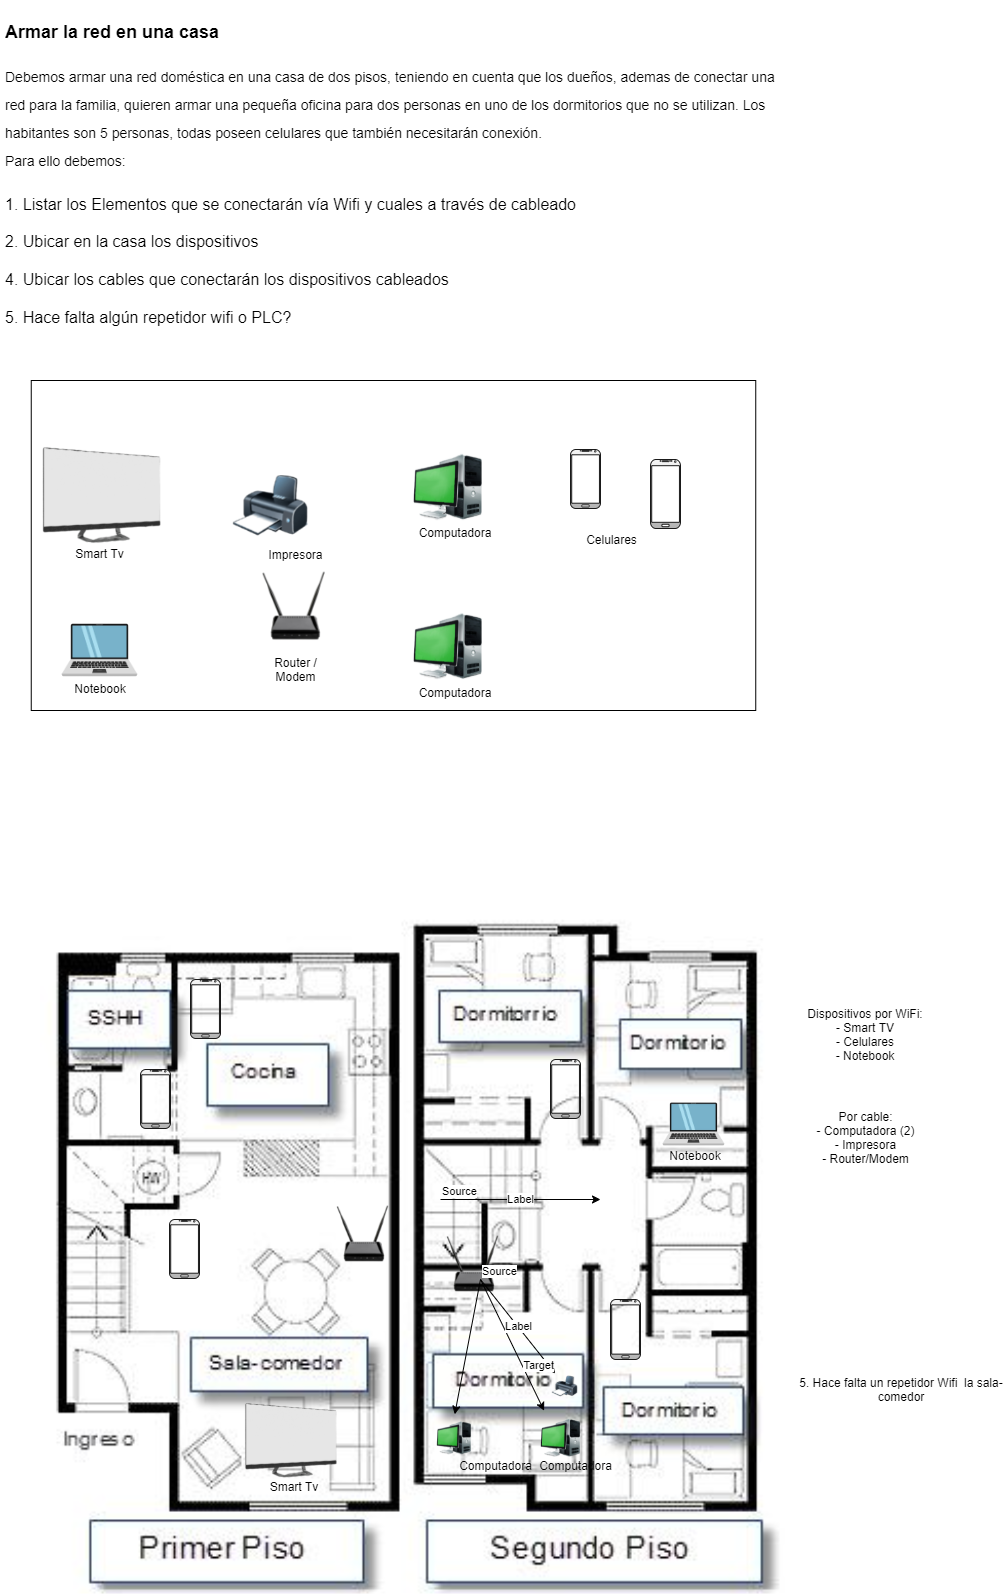 Armar la red en una casa
Debemos armar una red doméstica en una casa de dos pisos, teniendo en cuenta que los dueños, ademas de conectar una
red para la familia, quieren armar una pequeña oficina para dos personas en uno de los dormitorios que no se utilizan. Los
habitantes son 5 personas, todas poseen celulares que también necesitarán conexión.
Para ello debemos:
1. Listar los Elementos que se conectarán vía Wifi y cuales a través de cableado
2. Ubicar en la casa los dispositivos
4. Ubicar los cables que conectarán los dispositivos cableados
5. Hace falta algún repetidor wifi o PLC?
Smart Tv
Impresora
Computadora
Celulares
Notebook
Router /
Modem
Computadora
SSHH
Cocina
HW
Sala-comedor
Ingreso
Smart Tv
Primer Piso
Dormitorrio
Dormitorio
Notebook
Source
Label
Source
Label
Target
Dormitorio
Dormitorio
Computadora
Computadora
Segundo Piso
Dispositivos por WiFi:
- Smart TV
- Celulares
- Notebook
Por cable:
- Computadora (2)
- Impresora
- Router/Modem
5. Hace falta un repetidor Wifi la sala-
comedor